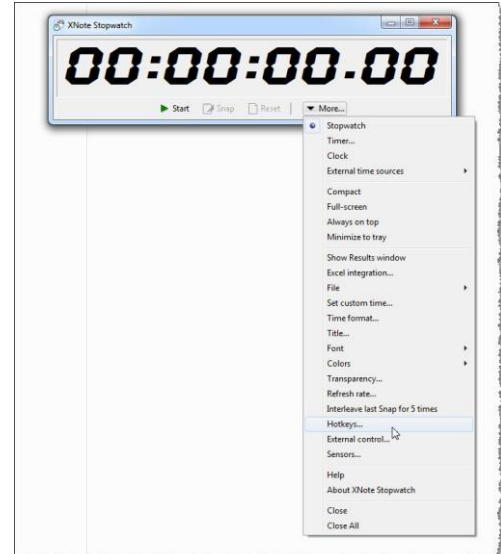 XNote Stopwatch
00:00:00.00
Start Snap Reset More...
Stopwatch
Timer...
Clock
External time sources
Compact
Full-screen
Always on top
Minimize to tray
Show Results window
Excel integration...
File
Set custom time...
Time format...
Title...
Font
Colors
Transparency...
Refresh rate...
Interleave last Snap for 5 times
Hotkeys...
External control...
Sensors...
Help
About XNote Stopwatch
Close
Close All